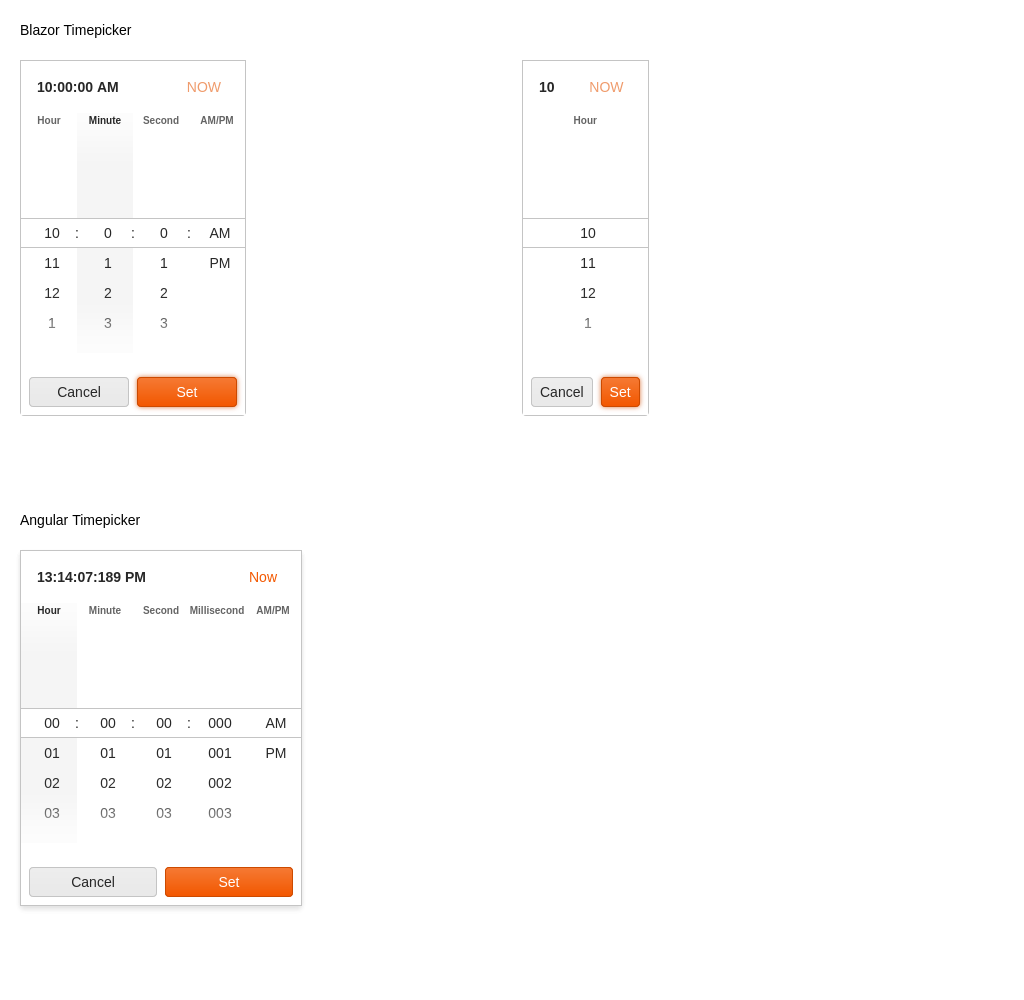 Blazor Timepicker
10:00:00 AM NOW
Hour Minute Second AM/PM
10 : 0 : 0 : AM
11 1 1 PM
12 2 2
1 3 3
Cancel Set
10 NOW
Hour
10
11
12
1
Cancel Set
Angular Timepicker
13:14:07:189 PM Now
Hour Minute Second Millisecond AM/PM
00 : 00 : 00 : 000 AM
01 01 01 001 PM
02 02 02 002
03 03 03 003
Cancel Set